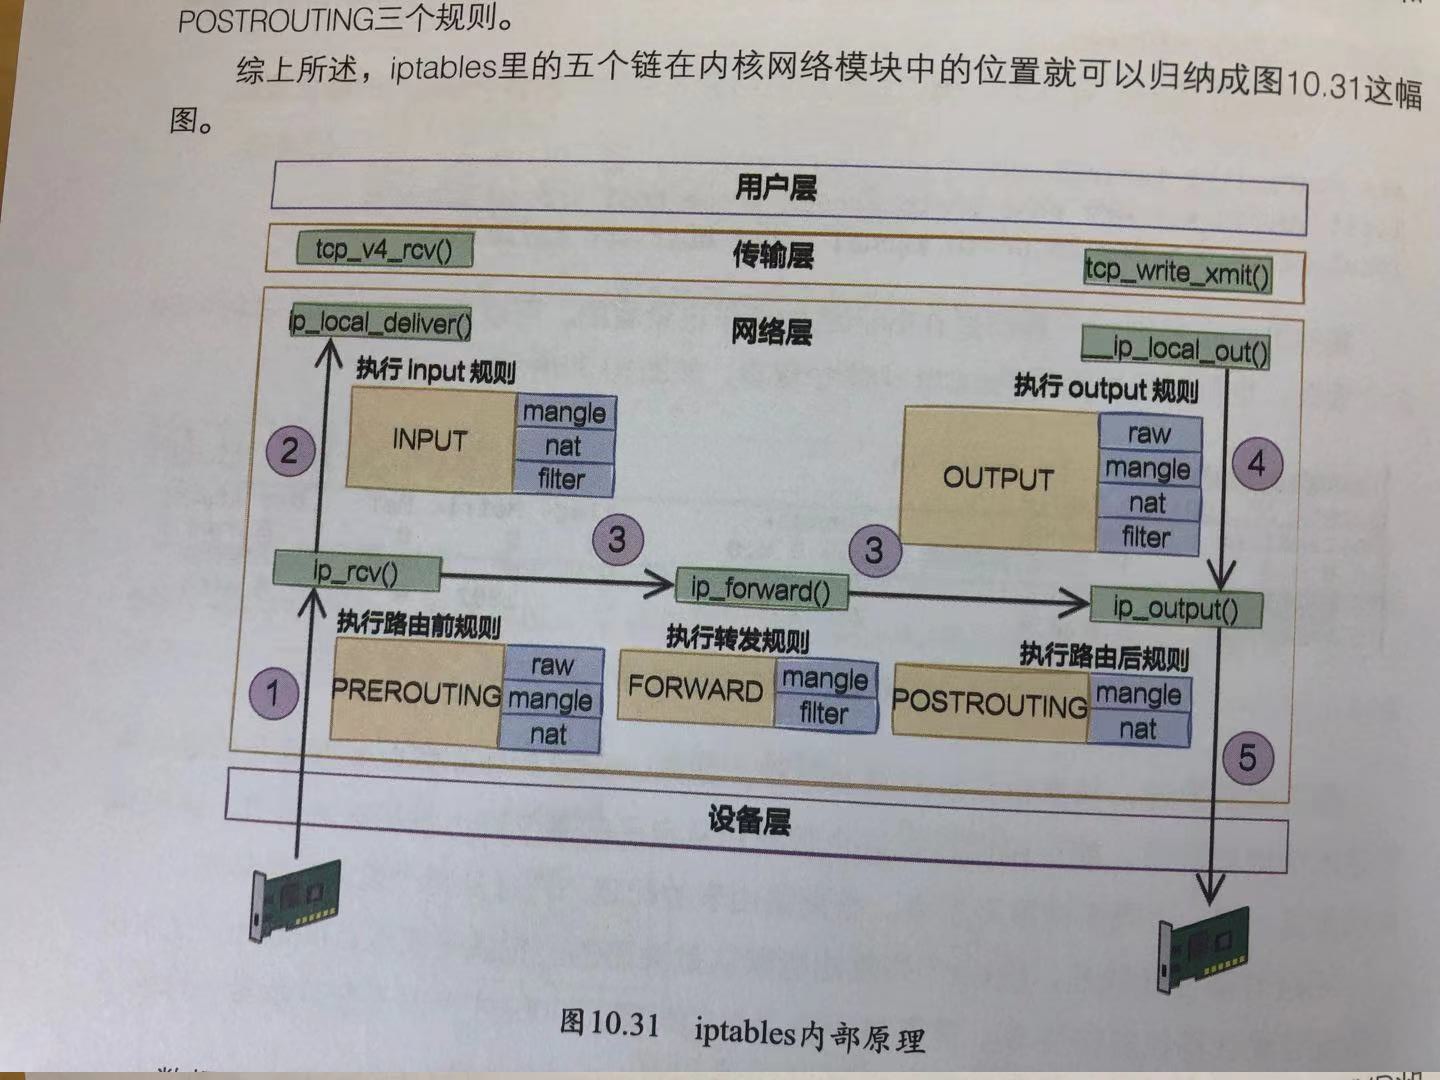 POSTROUTING三个规则。
综上所述，iptables里的五个链在内核网络模块中的位置就可以归纳成图10.31这幅
图。
用户层
tcp_v4_rcv()
传输层
tcp_write_xmit()
ip_local_deliver()
网络层
__ip_local_out()
执行 Input 规则
执行 output 规则
INPUT
mangle
nat
filter
OUTPUT
raw
mangle
nat
filter
2
4
3
3
ip_rcv()
ip_forward()
ip_output()
执行路由前规则
执行转发规则
执行路由后规则
1
PREROUTING
raw
mangle
nat
FORWARD
mangle
filter
POSTROUTING
mangle
nat
5
设备层
图10.31 iptables内部原理